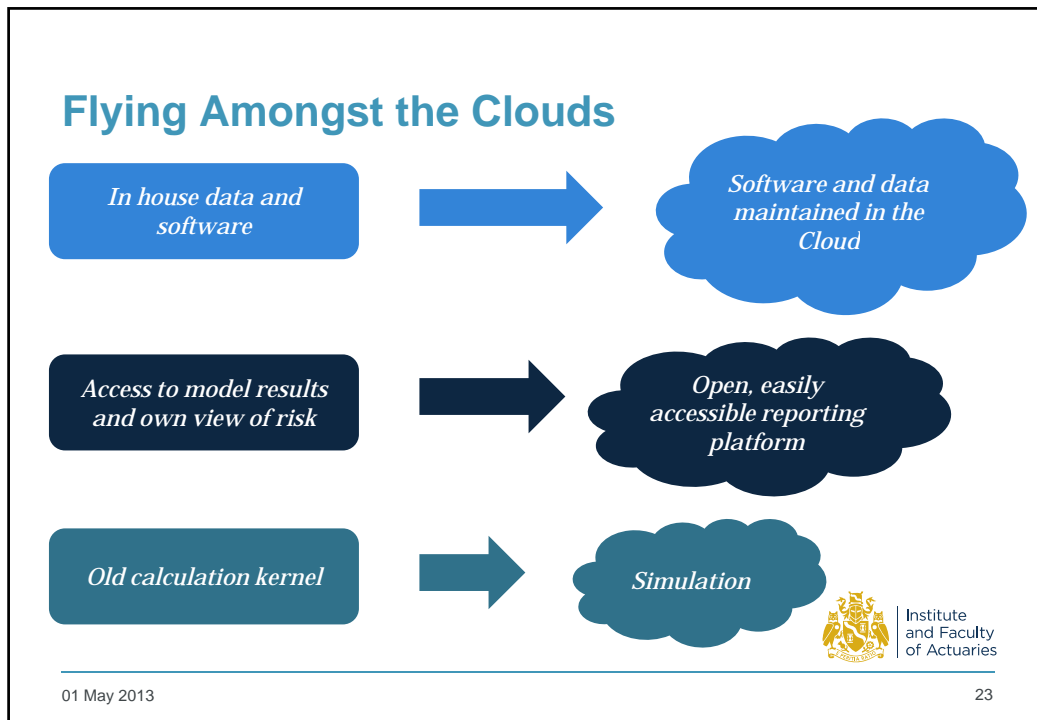 Flying Amongst the Clouds
In house data and
software
Software and data
maintained in the
Cloud
Access to model results
and own view of risk
Open, easily
accessible reporting
platform
Old calculation kernel
Simulation
Institute
and Faculty
of Actuaries
01 May 2013
23